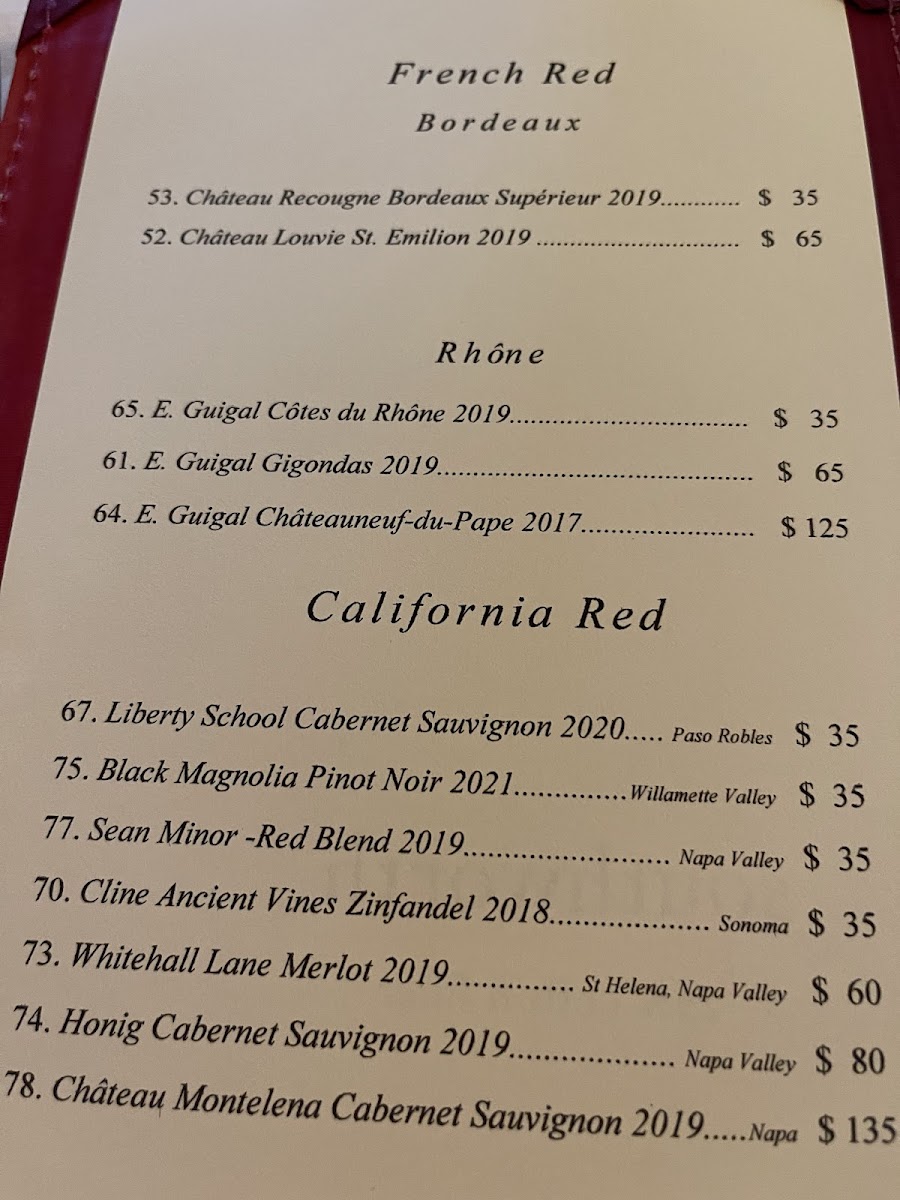 French Red
Bordeaux
53. Château Recougne Bordeaux Supérieur 2019............ $ 35
52. Château Louvie St. Emilion 2019 ............................... $ 65
Rhône
65. E. Guigal Côtes du Rhône 2019.................................... $ 35
61. E. Guigal Gigondas 2019............................................... $ 65
64. E. Guigal Châteauneuf-du-Pape 2017......................... $ 125
California Red
67. Liberty School Cabernet Sauvignon 2020..... Paso Robles $ 35
75. Black Magnolia Pinot Noir 2021..............Willamette Valley $ 35
77. Sean Minor -Red Blend 2019......................... Napa Valley $ 35
70. Cline Ancient Vines Zinfandel 2018................... Sonoma $ 35
73. Whitehall Lane Merlot 2019............... St Helena, Napa Valley $ 60
74. Honig Cabernet Sauvignon 2019................... Napa Valley $ 80
78. Château Montelena Cabernet Sauvignon 2019.....Napa $ 135